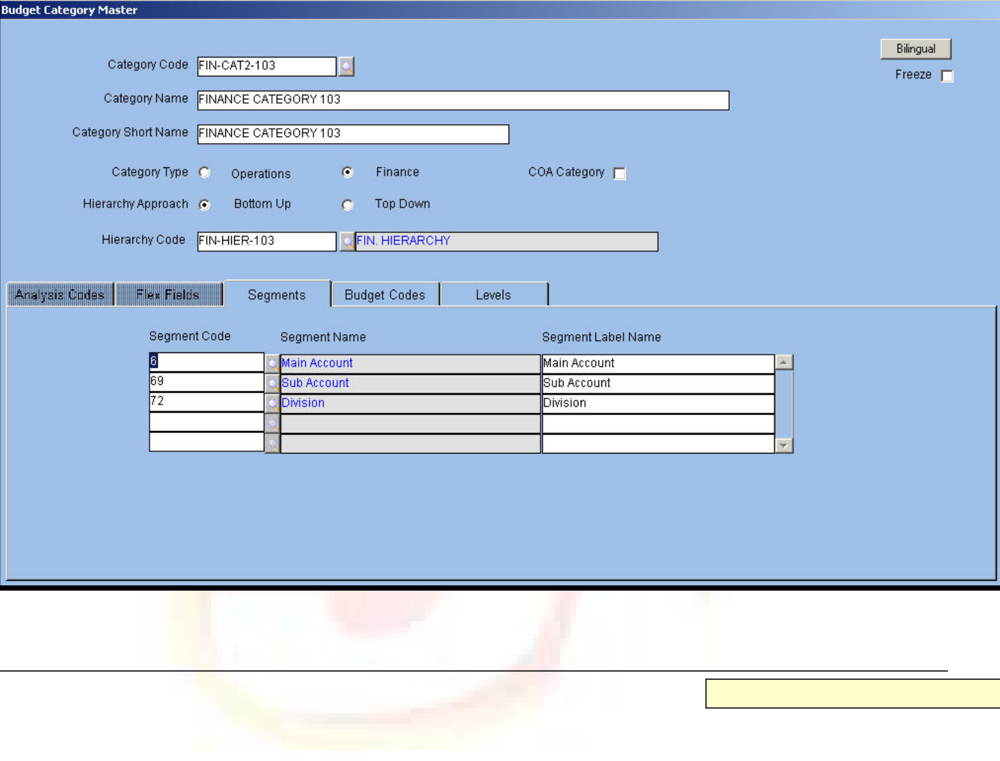 Budget Category Master
Bilingual
Category Code FIN-CAT2-103
Freeze
Category Name FINANCE CATEGORY 103
Category Short Name FINANCE CATEGORY 103
Category Type Operations Finance COA Category
Hierarchy Approach Bottom Up Top Down
Hierarchy Code FIN-HIER-103 FIN. HIERARCHY
Analysis Codes Flex Fields Segments Budget Codes Levels
Segment Code Segment Name Segment Label Name
6 Main Account Main Account
69 Sub Account Sub Account
72 Division Division